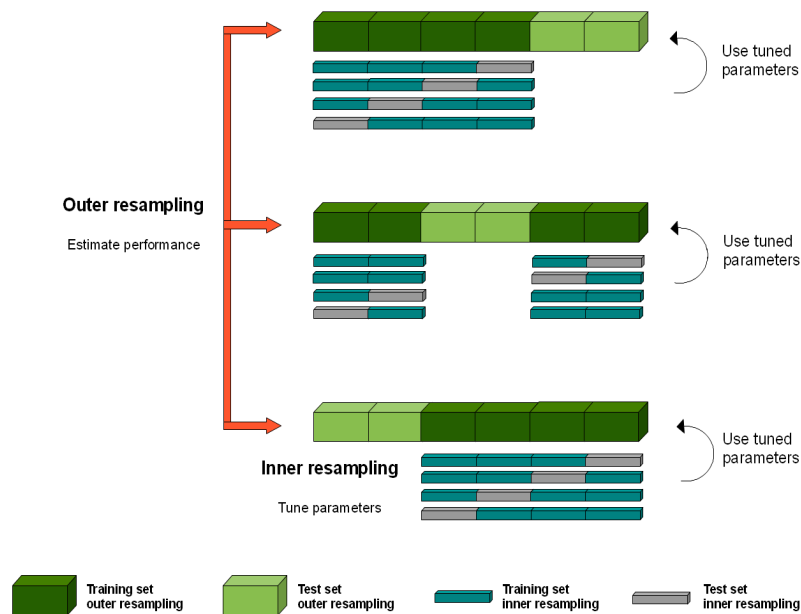 Use tuned
parameters
Outer resampling
Estimate performance
Use tuned
parameters
Use tuned
parameters
Inner resampling
Tune parameters
Training set
outer resampling
Test set
outer resampling
Training set
inner resampling
Test set
inner resampling